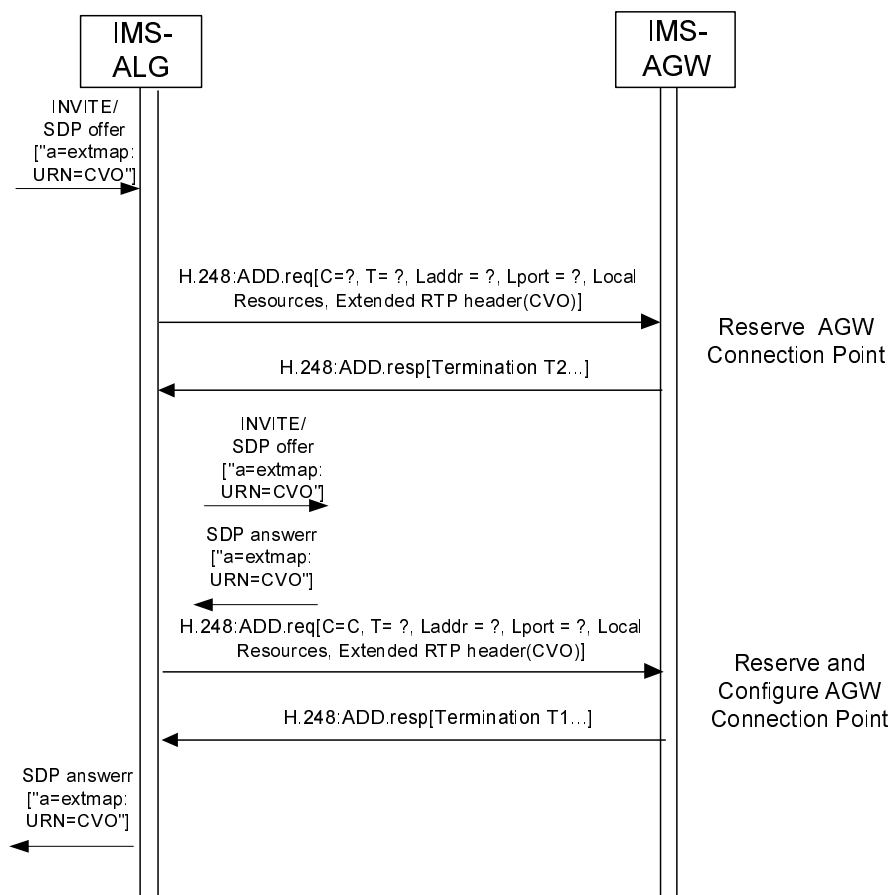 IMS-
ALG
IMS-
AGW
INVITE/
SDP offer
["a=extmap:
URN=CVO"]
H.248:ADD.req[C=?, T= ?, Laddr = ?, Lport = ?, Local
Resources, Extended RTP header(CVO)]
Reserve AGW
Connection Point
H.248:ADD.resp[Termination T2...]
INVITE/
SDP offer
["a=extmap:
URN=CVO"]
SDP answerr
["a=extmap:
URN=CVO"]
H.248:ADD.req[C=C, T= ?, Laddr = ?, Lport = ?, Local
Resources, Extended RTP header(CVO)]
Reserve and
Configure AGW
Connection Point
H.248:ADD.resp[Termination T1...]
SDP answerr
["a=extmap:
URN=CVO"]